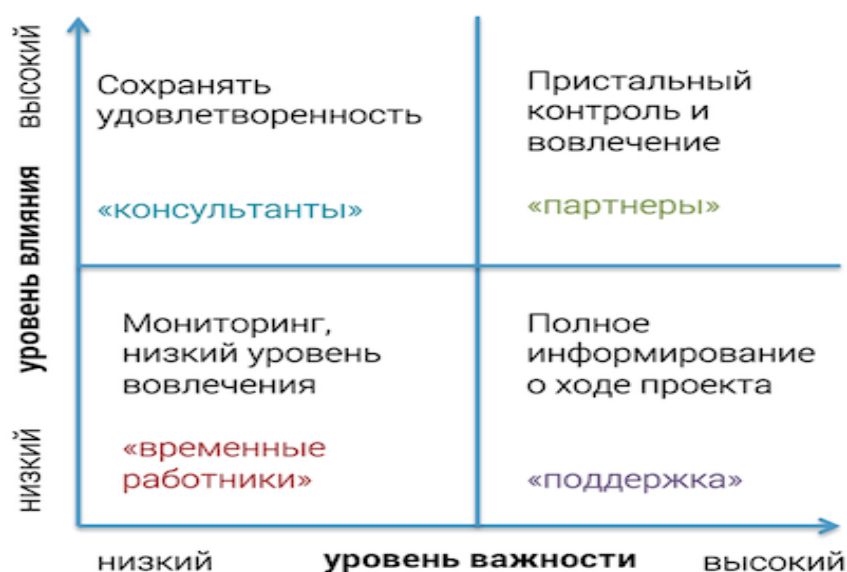 высокий
уровень влияния
низкий
Сохранять
удовлетворенность
«консультанты»
Пристальный
контроль и
вовлечение
«партнеры»
Мониторинг,
низкий уровень
вовлечения
«временные
работники»
Полное
информирование
о ходе проекта
«поддержка»
низкий
уровень важности
высокий